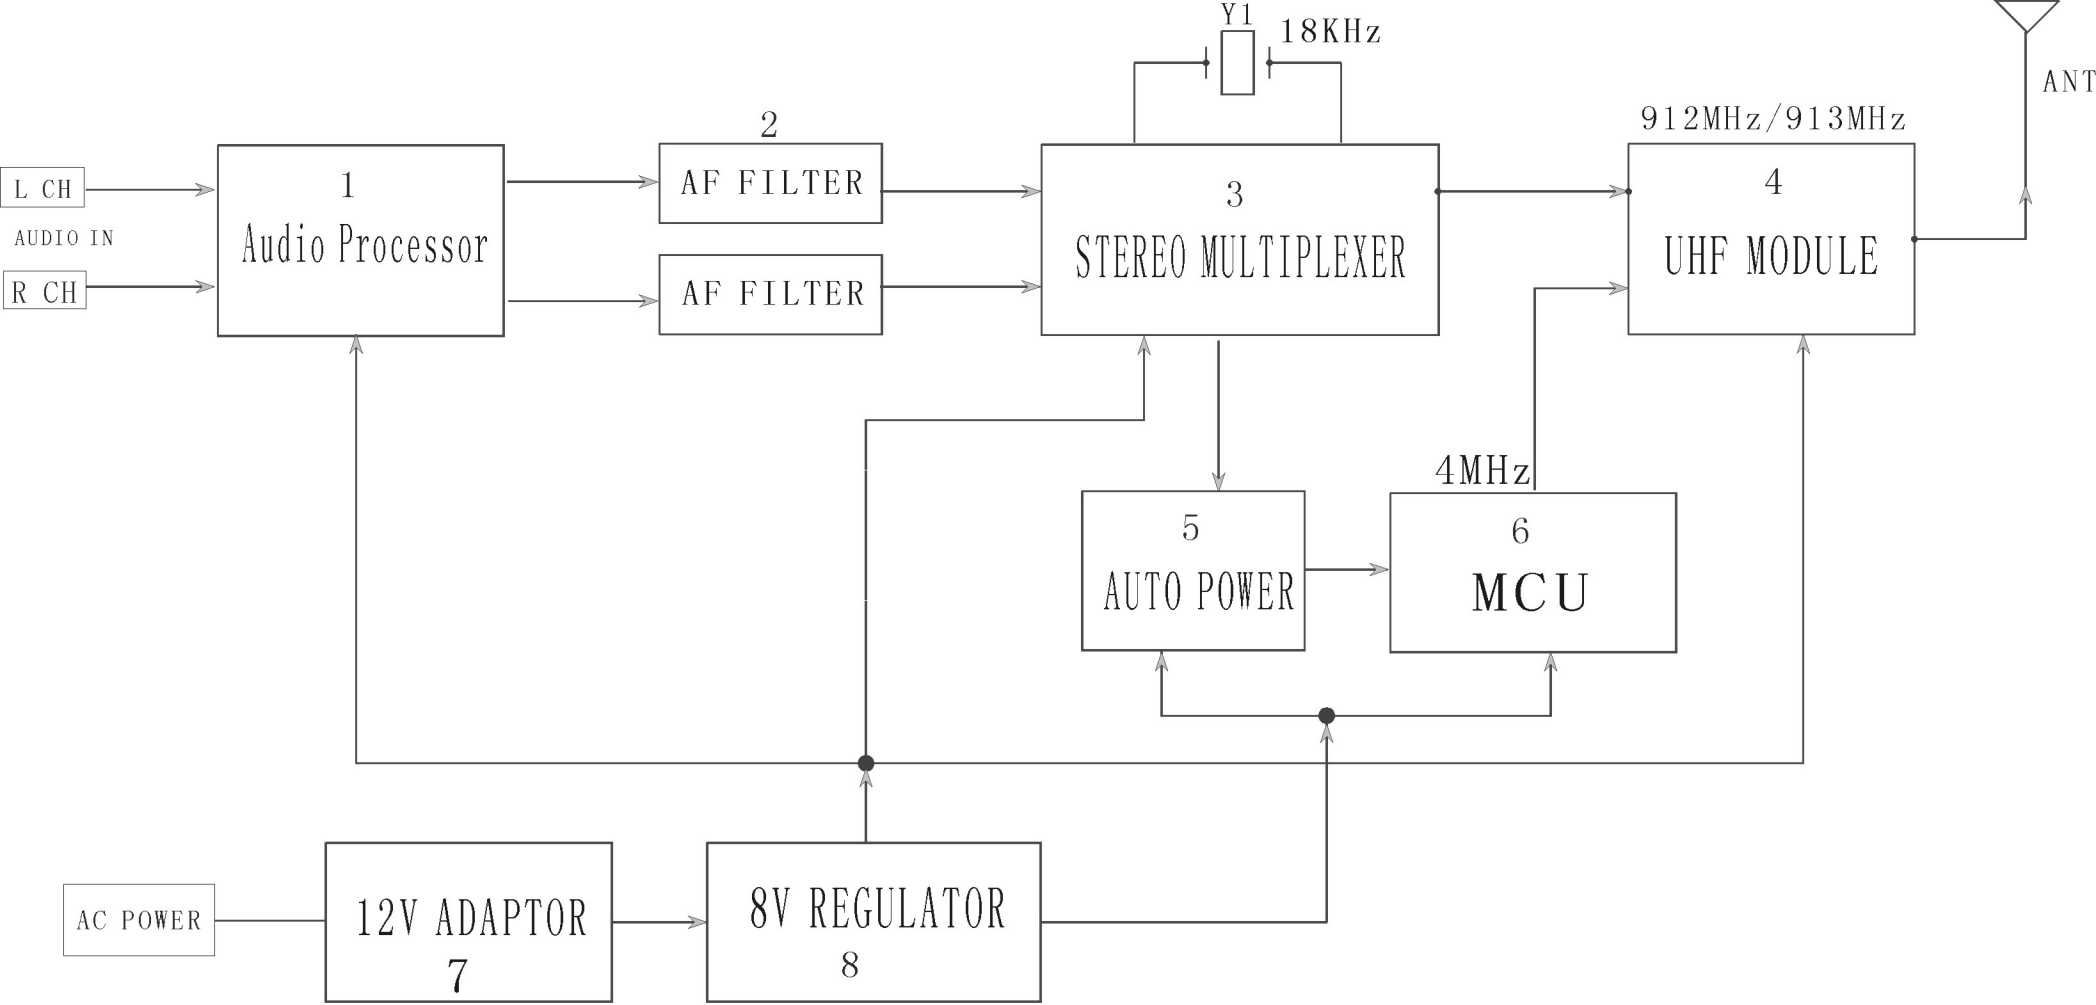 Y1
18KHz
ANT
912MHz/913MHz
2
L CH
1
AF FILTER
3
4
AUDIO IN
Audio Processor
STEREO MULTIPLEXER
UHF MODULE
R CH
AF FILTER
4MHz
5
6
AUTO POWER
MCU
AC POWER
12V ADAPTOR
7
8V REGULATOR
8